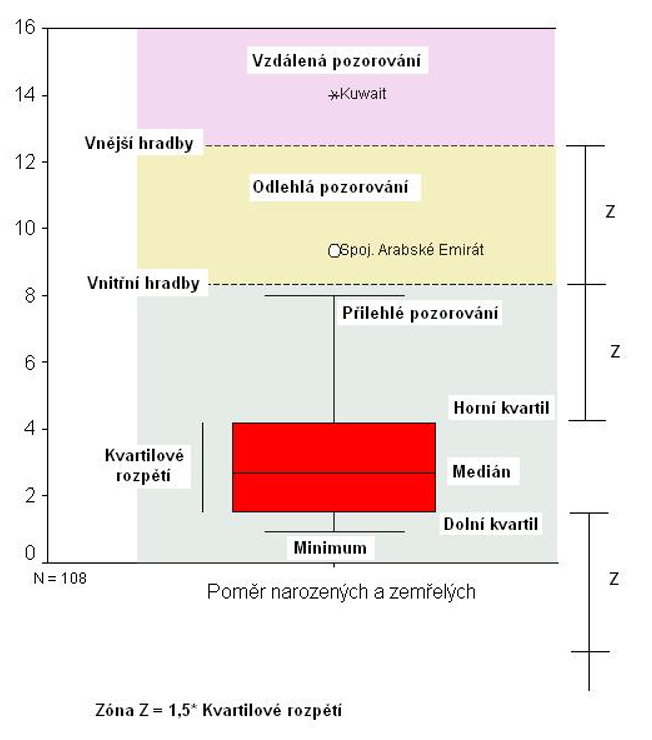 16
Vzdálená pozorování
14
Kuwait
Vnější hradby
12
Odlehlá pozorování
Z
10
Spoj. Arabské Emirát
Vnitřní hradby
8
Přilehlé pozorování
Z
6
Horní kvartil
4
Kvartilové
rozpětí
Medián
2
Dolní kvartil
Minimum
0
N = 108
Z
Poměr narozených a zemřelých
Zóna Z = 1,5* Kvartilové rozpětí